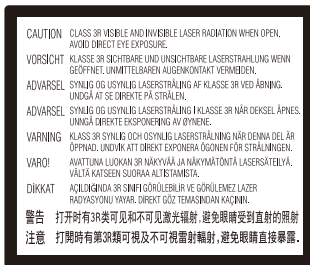 CAUTION CLASS 3R VISIBLE AND INVISIBLE LASER RADIATION WHEN OPEN.
AVOID DIRECT EYE EXPOSURE.
VORSICHT KLASSE 3R SICHTBARE UND UNSICHTBARE LASERSTRAHLUNG WENN
GEÖFFNET. UNMITTELBAREN AUGENKONTAKT VERMEIDEN.
ADVARSEL SYNLIG OG USYNLIG LASERSTRÅLING AF KLASSE 3R VED ÅBNING.
UNDGÅ AT SE DIREKTE PÅ STRÅLEN.
ADVARSEL SYNLIG OG USYNLIG LASERSTRÅLING I KLASSE 3R NÅR DEKSEL ÅPNES.
UNNGÅ DIREKTE EKSPONERING AV ØYNENE.
VARNING KLASS 3R SYNLIG OCH OSYNLIG LASERSTRÅLNING NÄR DENNA DEL ÄR
ÖPPNAD. UNDVIK ATT DIREKT EXPONERA ÖGONEN FÖR STRÅLNINGEN.
VARO! AVATTUNA LUOKAN 3R NÄKYVÄÄ JA NÄKYMÄTÖNTÄ LASERSÄTEILYÄ.
VÄLTÄ KATSEEN SUORAA ALTISTAMISTA.
DİKKAT AÇILDIĞINDA 3R SINIFI GÖRÜLEBİLİR VE GÖRÜLEMEZ LAZER
RADYASYONU YAYAR. DİREKT GÖZ TEMASINDAN KAÇININ.
警告 打开时有3R类可见和不可见激光辐射,避免眼睛受到直射的照射
注意 打開時有第3R類可視及不可視雷射輻射,避免眼睛直接暴露。